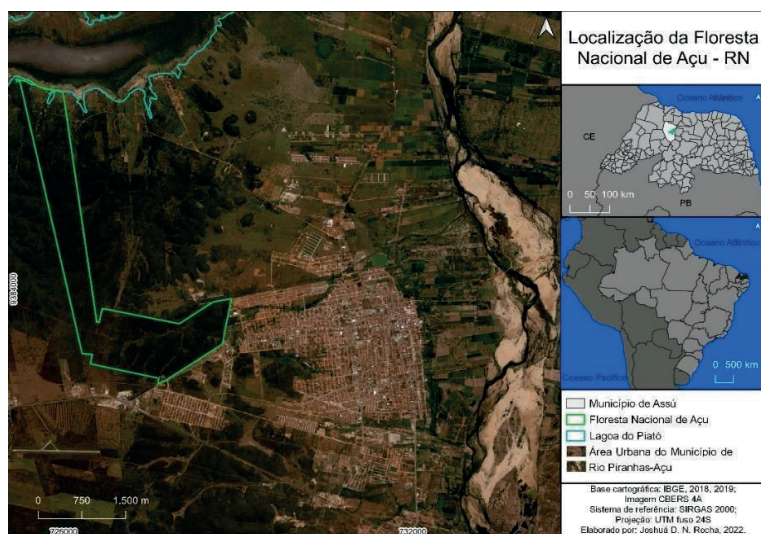 Localização da Floresta
Nacional de Açu - RN
Oceano Atlântico
CE
PB
0 50 100 km
Oceano Atlântico
Oceano Pacífico
0 500 km
Município de Assú
Floresta Nacional de Açu
Lagoa do Piató
Área Urbana do Município de
Rio Piranhas-Açu
Base cartográfica: IBGE, 2018, 2019;
Imagem CBERS 4A
Sistema de referência: SIRGAS 2000;
Projeção: UTM fuso 24S
Elaborado por: Joshuá D. N. Rocha, 2022.
0 750 1.500 m
732000